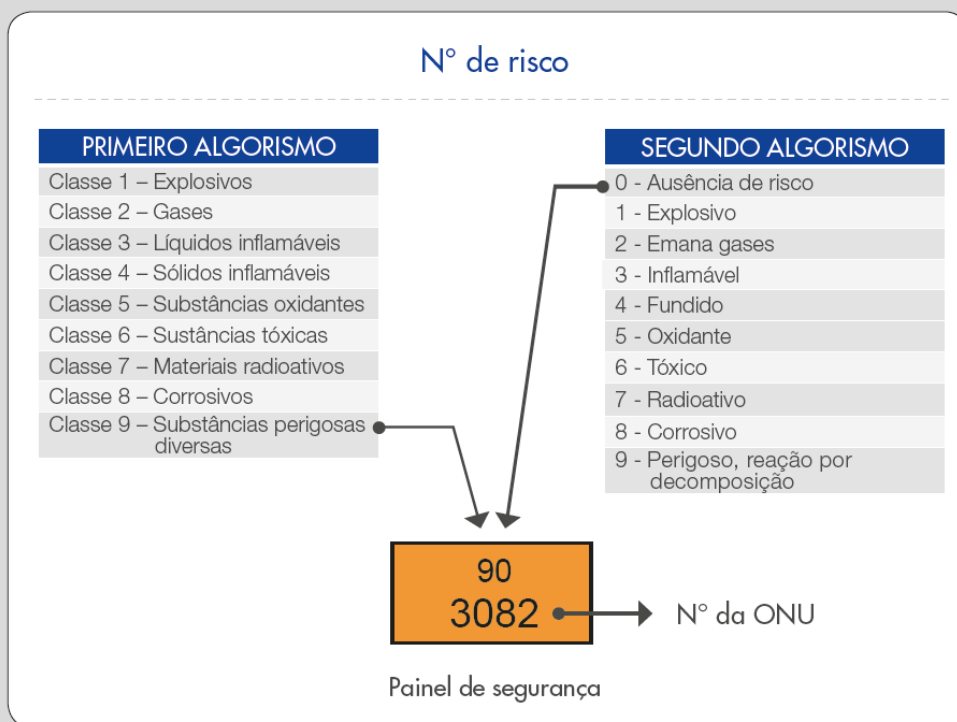 N° de risco
PRIMEIRO ALGORISMO
Classe 1 – Explosivos
Classe 2 – Gases
Classe 3 – Líquidos inflamáveis
Classe 4 – Sólidos inflamáveis
Classe 5 – Substâncias oxidantes
Classe 6 – Sustâncias tóxicas
Classe 7 – Materiais radioativos
Classe 8 – Corrosivos
Classe 9 – Substâncias perigosas
diversas
SEGUNDO ALGORISMO
0 - Ausência de risco
1 - Explosivo
2 - Emana gases
3 - Inflamável
4 - Fundido
5 - Oxidante
6 - Tóxico
7 - Radioativo
8 - Corrosivo
9 - Perigoso, reação por
decomposição
90
3082
N° da ONU
Painel de segurança